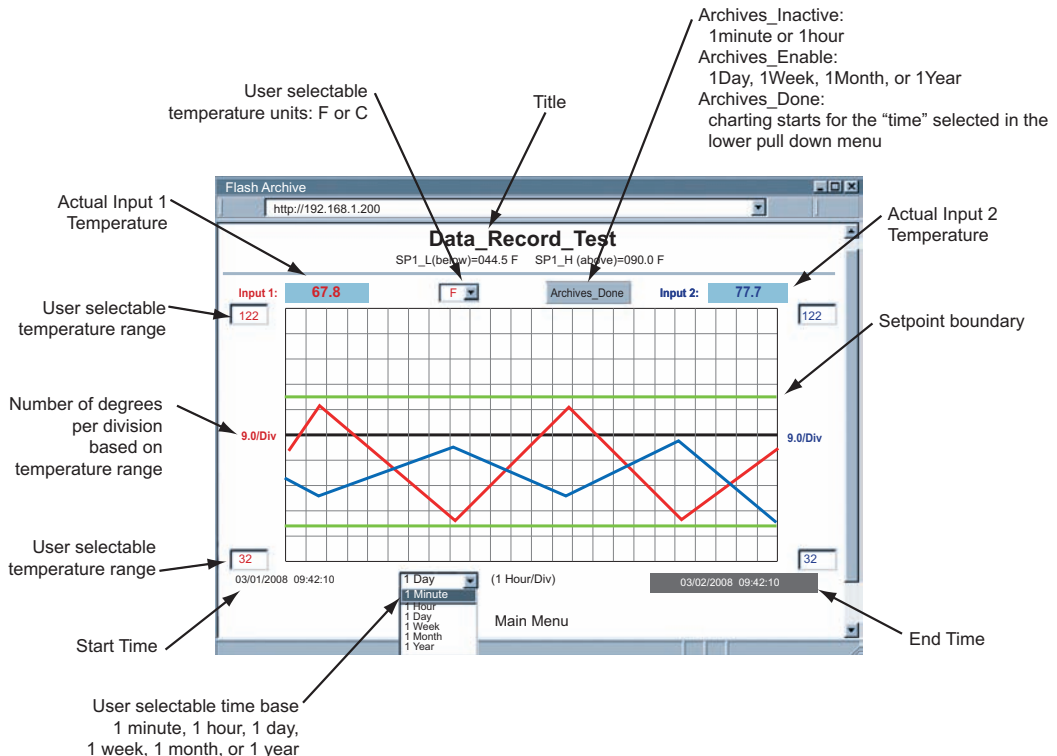 Archives_Inactive:
1minute or 1hour
Archives_Enable:
1Day, 1Week, 1Month, or 1Year
Archives_Done:
charting starts for the “time” selected in the
lower pull down menu
User selectable
temperature units: F or C
Title
Actual Input 1
Temperature
Actual Input 2
Temperature
Flash Archive
http://192.168.1.200
Data_Record_Test
SP1_L(below)=044.5 F SP1_H (above)=090.0 F
Input 1: 67.8 F Archives_Done Input 2: 77.7
User selectable
temperature range
122
122
Setpoint boundary
Number of degrees
per division
based on
temperature range
9.0/Div
9.0/Div
User selectable
temperature range
32
32
03/01/2008 09:42:10
1 Day (1 Hour/Div)
03/02/2008 09:42:10
1 Minute
1 Hour
1 Day
1 Week
1 Month
1 Year
Main Menu
Start Time
End Time
User selectable time base
1 minute, 1 hour, 1 day,
1 week, 1 month, or 1 year